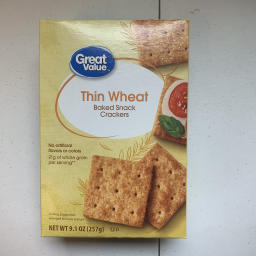 Great
Value
Thin Wheat
Baked Snack
Crackers
No artificial
flavors or colors
21g of whole grain
per serving**
NET WT 9.1 OZ (257g)